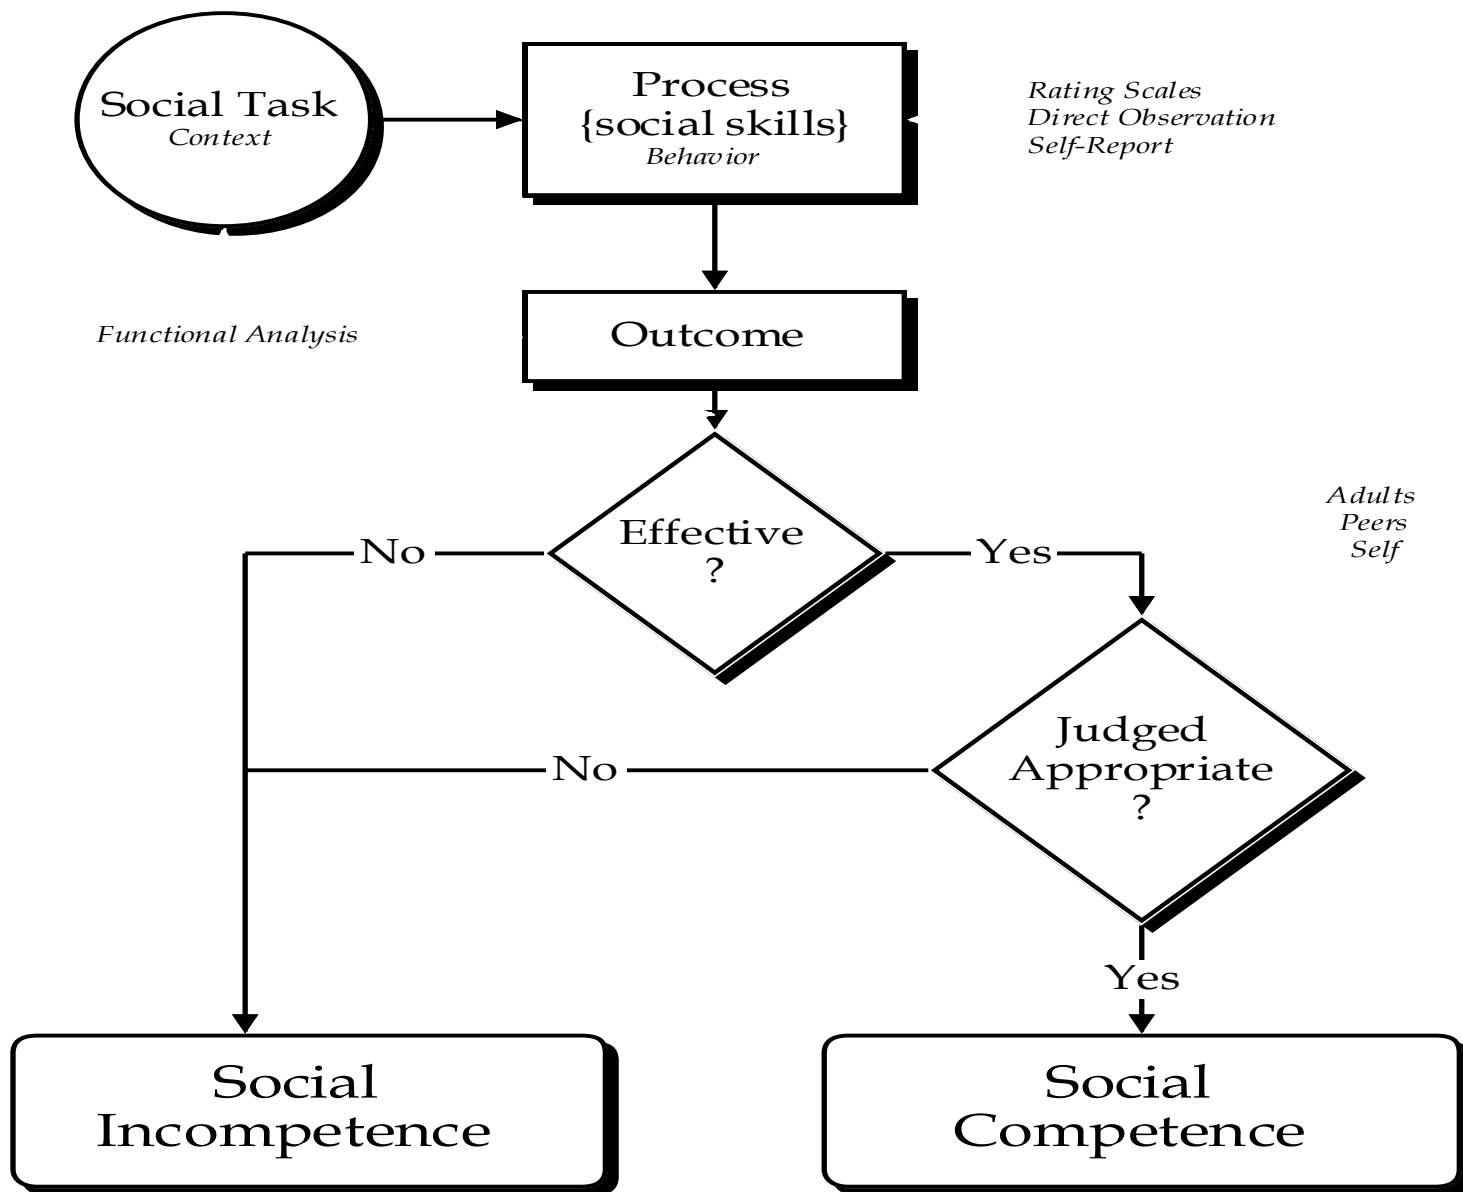 Social Task
Context
Process
{social skills}
Behavior
Rating Scales
Direct Observation
Self-Report
Outcome
Functional Analysis
Effective
?
No
Yes
Adults
Peers
Self
Judged
Appropriate
?
No
Yes
Social
Incompetence
Social
Competence